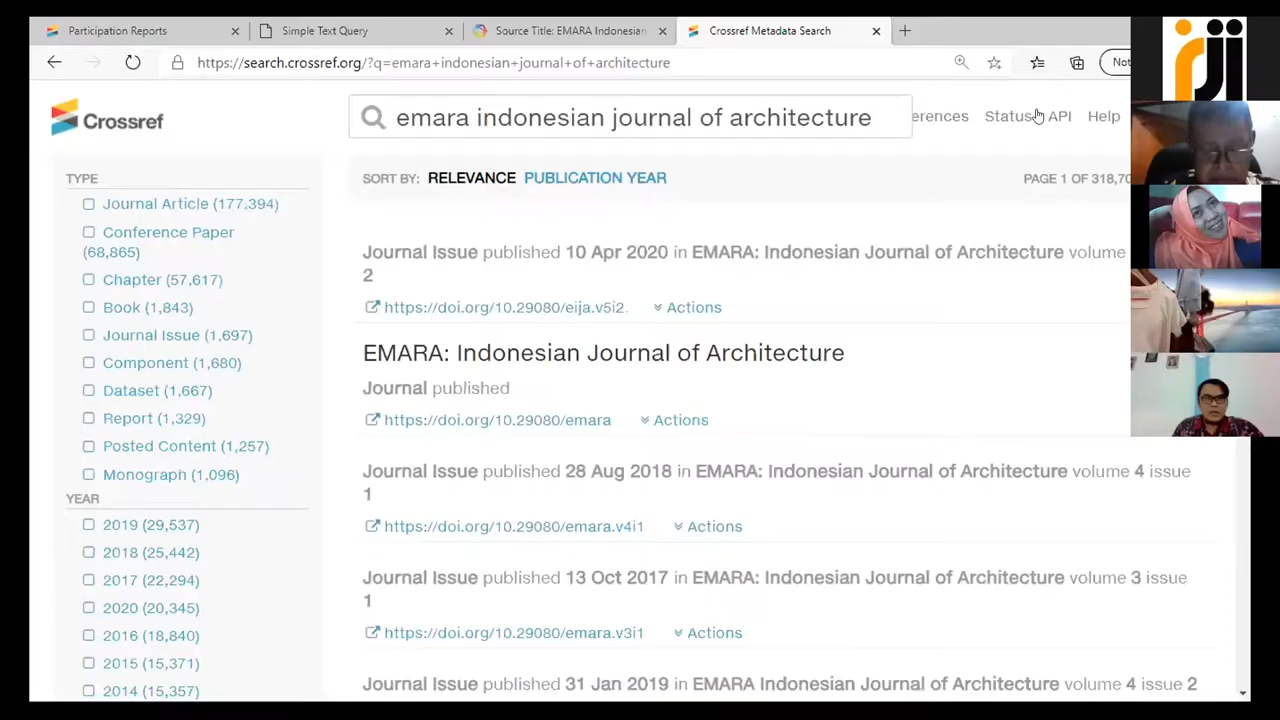 Participation Reports
Simple Text Query
Source Title: EMARA Indonesian
Crossref Metadata Search
https://search.crossref.org/?q=emara+indonesian+journal+of+architecture
Not
rji
Crossref
emara indonesian journal of architecture
erences Status API Help
TYPE
Journal Article (177,394)
Conference Paper
(68,865)
Chapter (57,617)
Book (1,843)
Journal Issue (1,697)
Component (1,680)
Dataset (1,667)
Report (1,329)
Posted Content (1,257)
Monograph (1,096)
YEAR
2019 (29,537)
2018 (25,442)
2017 (22,294)
2020 (20,345)
2016 (18,840)
2015 (15,371)
2014 (15,357)
SORT BY: RELEVANCE PUBLICATION YEAR
PAGE 1 OF 318,70
Journal Issue published 10 Apr 2020 in EMARA: Indonesian Journal of Architecture volume
2
https://doi.org/10.29080/eija.v5i2.
Actions
EMARA: Indonesian Journal of Architecture
Journal published
https://doi.org/10.29080/emara
Actions
Journal Issue published 28 Aug 2018 in EMARA: Indonesian Journal of Architecture volume 4 issue
1
https://doi.org/10.29080/emara.v4i1
Actions
Journal Issue published 13 Oct 2017 in EMARA: Indonesian Journal of Architecture volume 3 issue
1
https://doi.org/10.29080/emara.v3i1
Actions
Journal Issue published 31 Jan 2019 in EMARA Indonesian Journal of Architecture volume 4 issue 2